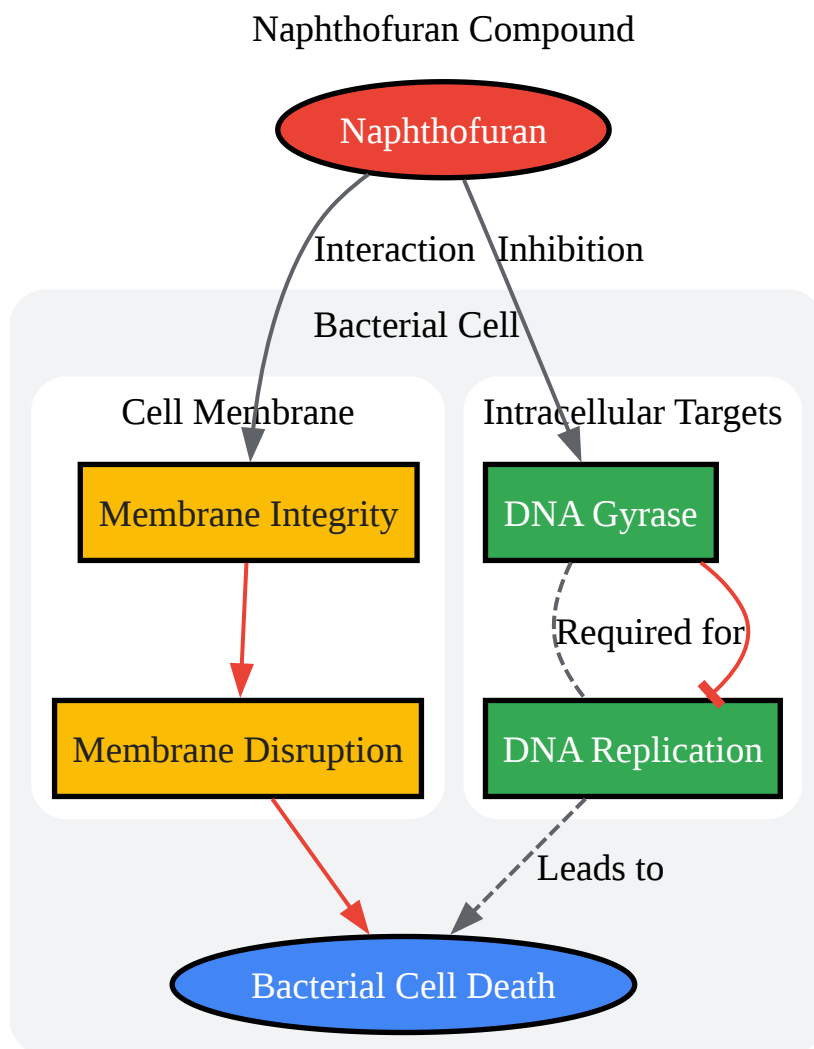 Naphthofuran Compound
Naphthofuran
Interaction
Inhibition
Bacterial Cell
Cell Membrane
Intracellular Targets
Membrane Integrity
DNA Gyrase
Required for
Membrane Disruption
DNA Replication
Leads to
Bacterial Cell Death